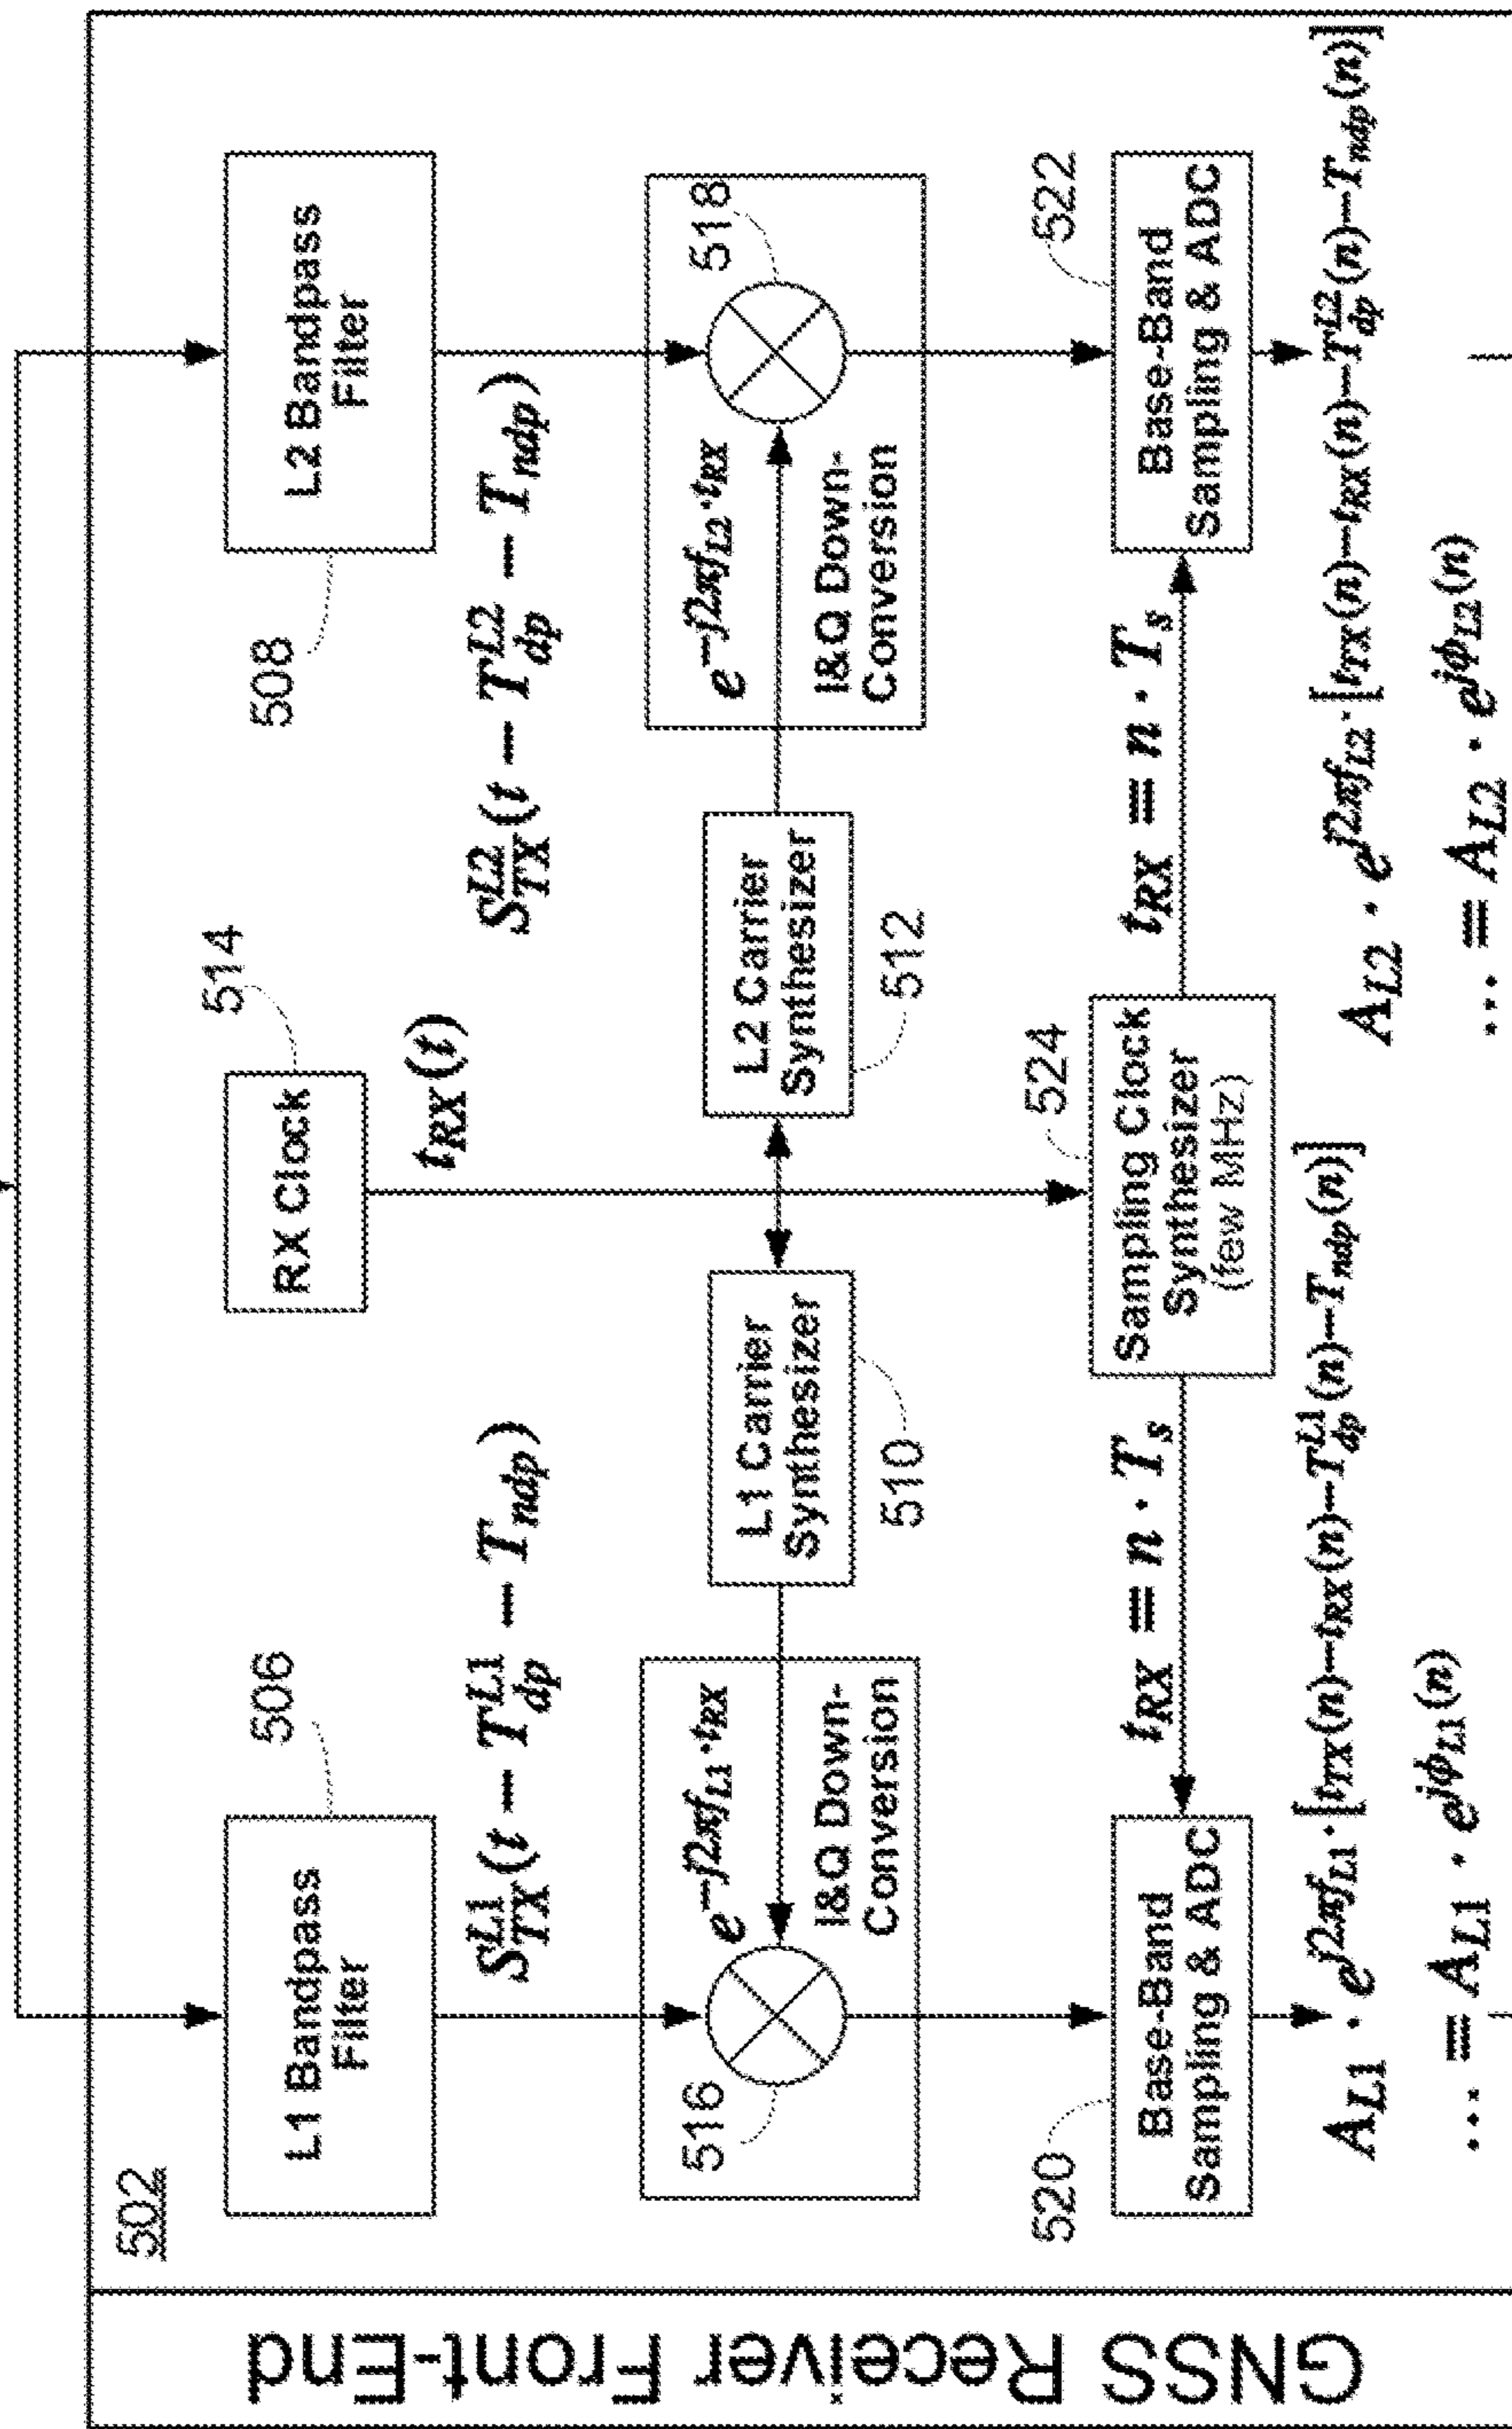 GNSS Receiver Front-End
502
L1 Bandpass
Filter
506
RX Clock
514
t_RX(t)
L2 Bandpass
Filter
508
S_TX^L1(t − T_dp^L1 − T_ndp)
S_TX^L2(t − T_dp^L2 − T_ndp)
516
e^−j2πf_L1·t_RX
I&Q Down-
Conversion
L1 Carrier
Synthesizer
510
L2 Carrier
Synthesizer
512
e^−j2πf_L2·t_RX
I&Q Down-
Conversion
518
520
Base-Band
Sampling & ADC
t_RX ≡ n · T_s
Sampling Clock
Synthesizer
(few MHz)
524
t_RX ≡ n · T_s
Base-Band
Sampling & ADC
522
A_L1 · e^j2πf_L1·[t_TX(n)−t_RX(n)−T_dp^L1(n)−T_ndp(n)]
... ≡ A_L1 · e^jϕ_L1(n)
A_L2 · e^j2πf_L2·[t_TX(n)−t_RX(n)−T_dp^L2(n)−T_ndp(n)]
... ≡ A_L2 · e^jϕ_L2(n)